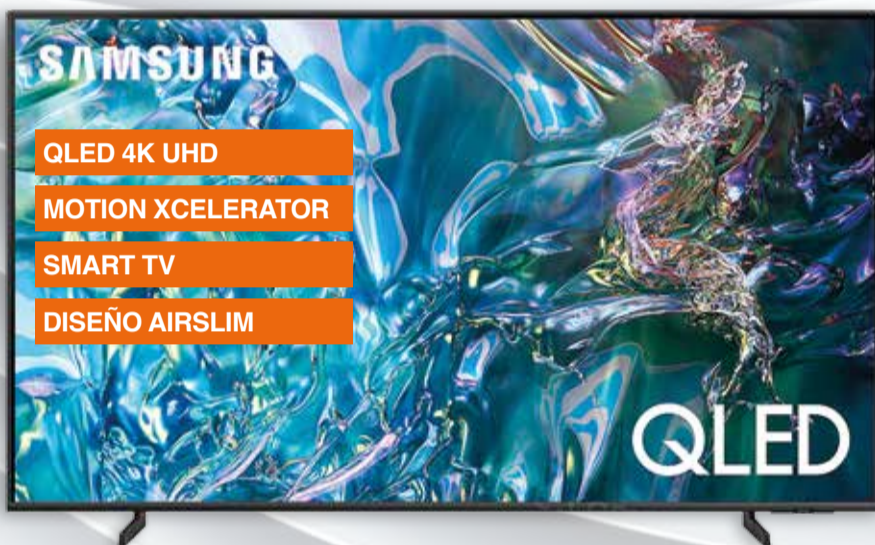 SAMSUNG
QLED 4K UHD
MOTION XCELERATOR
SMART TV
DISEÑO AIRSLIM
QLED